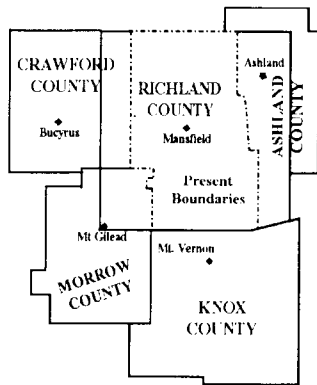 CRAWFORD
COUNTY
Bucyrus
RICHLAND
COUNTY
Mansfield
Ashland
ASHLAND
COUNTY
Present
Boundaries
Mt Gilead
MORROW
COUNTY
Mt. Vernon
KNOX
COUNTY